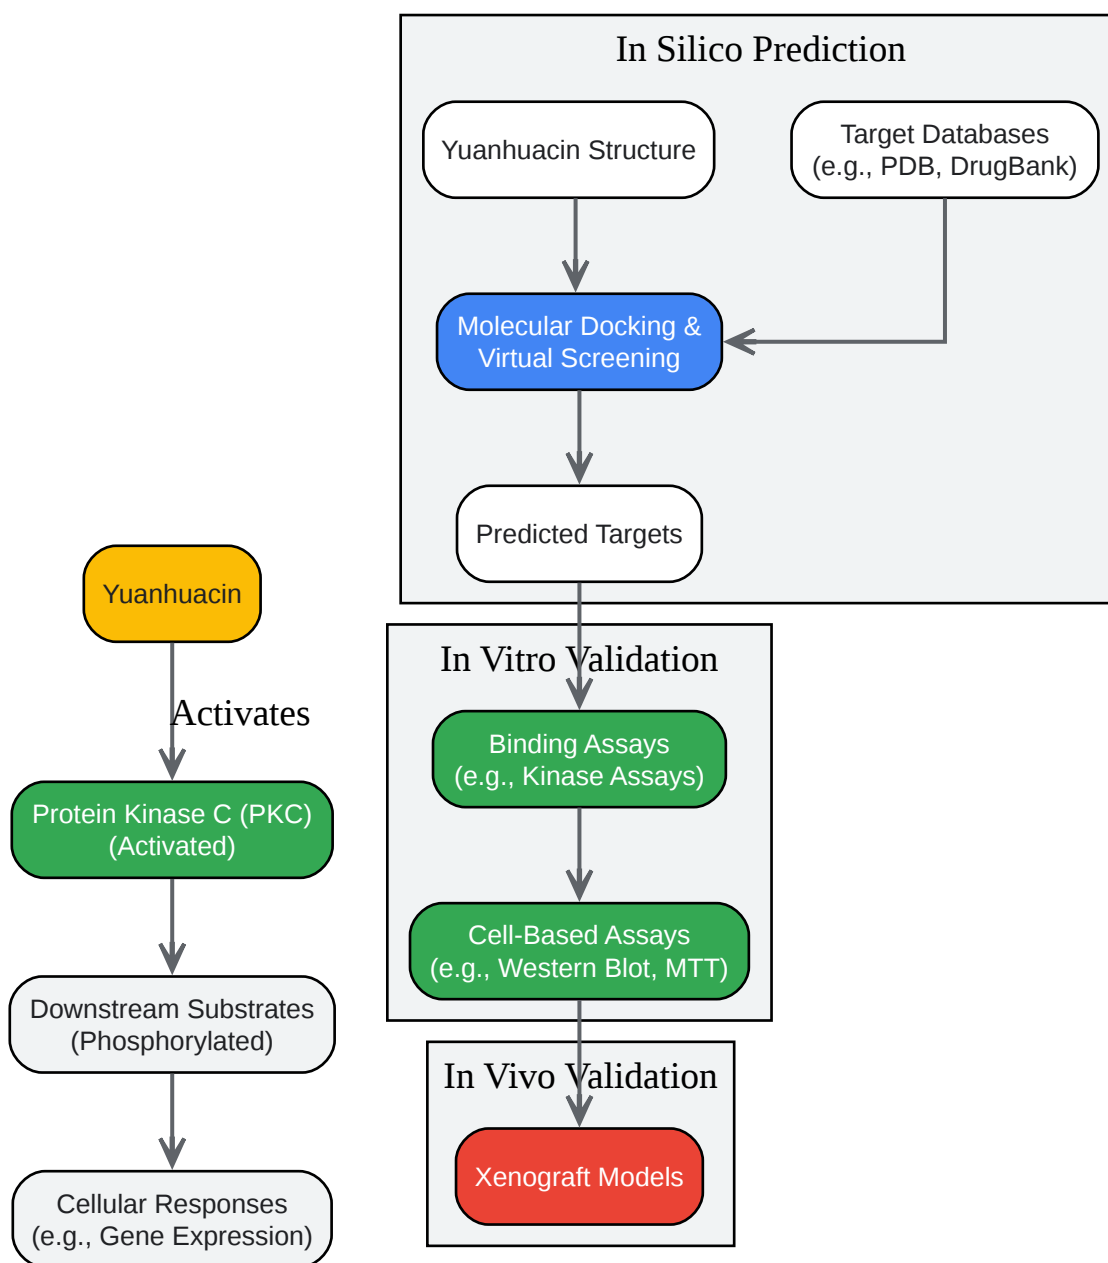 In Silico Prediction
Yuanhuacin Structure
Target Databases
(e.g., PDB, DrugBank)
Molecular Docking &
Virtual Screening
Predicted Targets
Yuanhuacin
Activates
Protein Kinase C (PKC)
(Activated)
Downstream Substrates
(Phosphorylated)
Cellular Responses
(e.g., Gene Expression)
In Vitro Validation
Binding Assays
(e.g., Kinase Assays)
Cell-Based Assays
(e.g., Western Blot, MTT)
In Vivo Validation
Xenograft Models